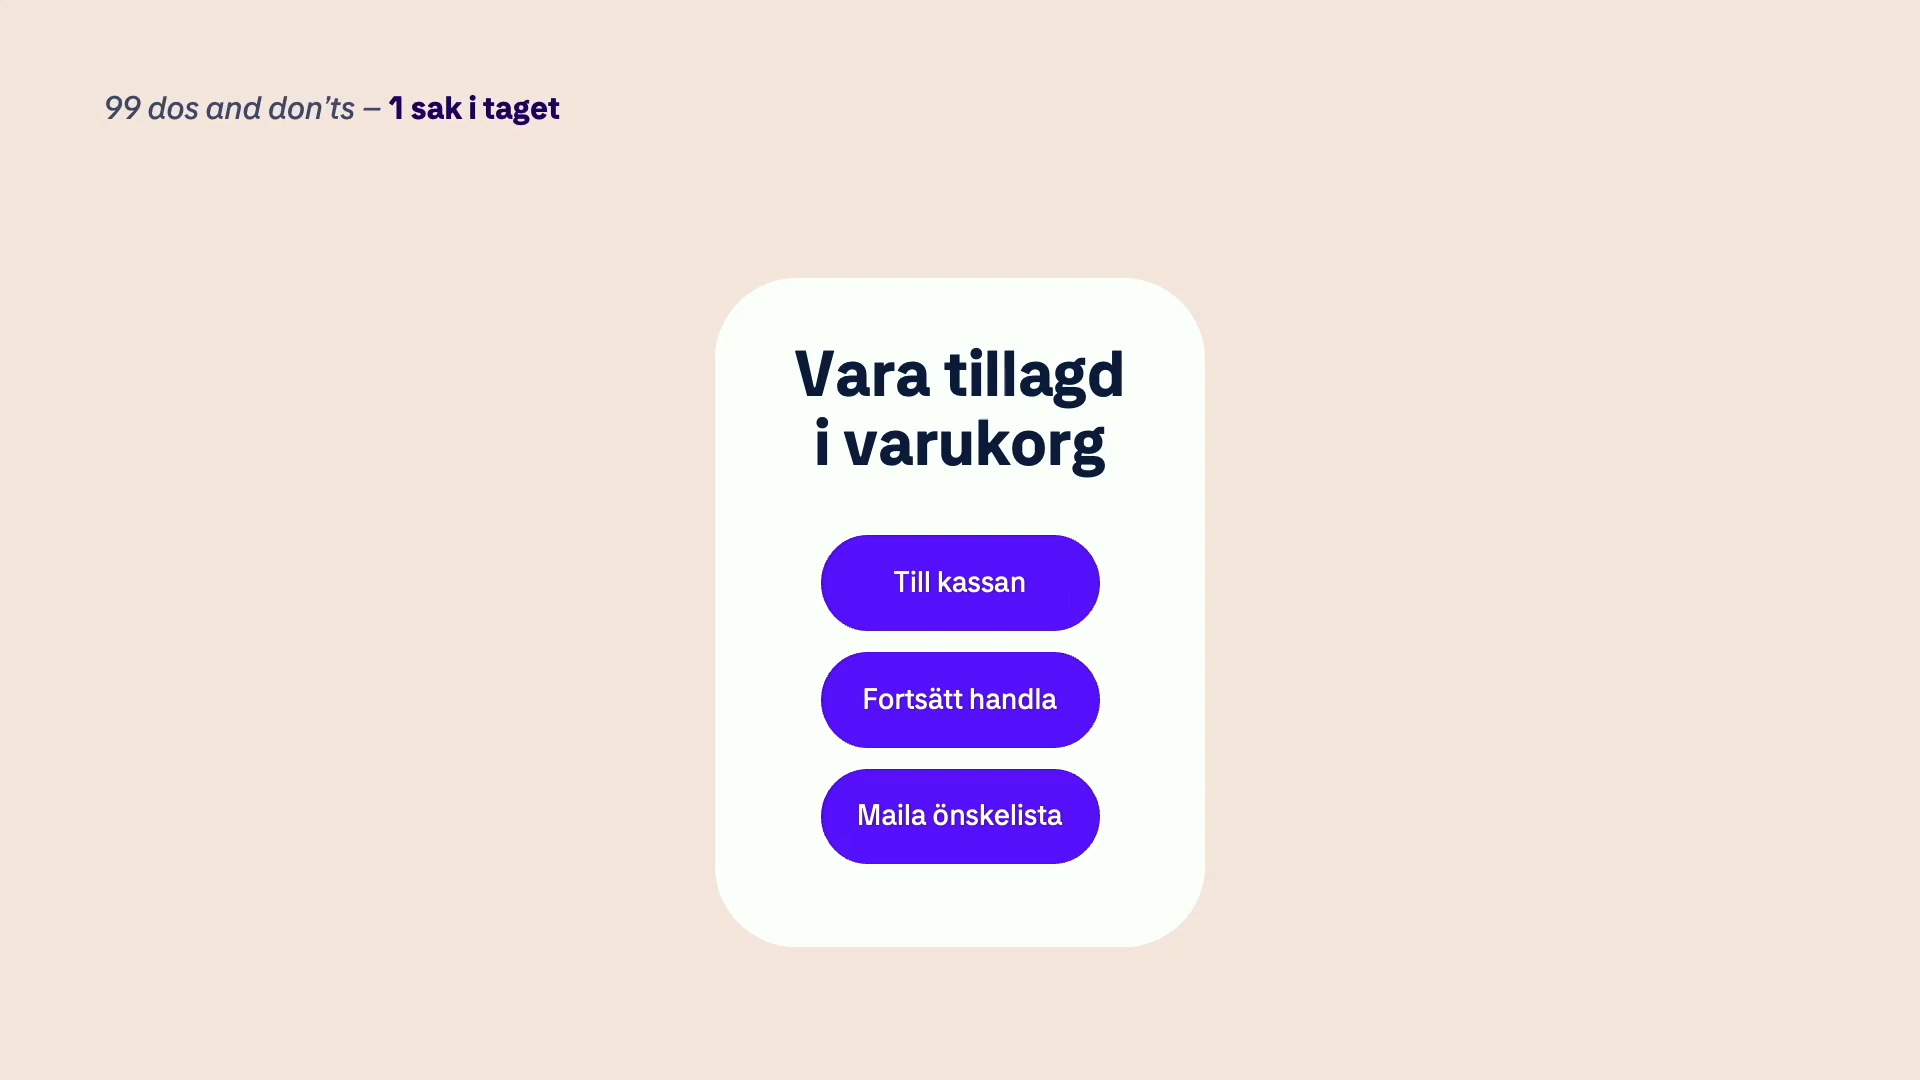 99 dos and don’ts – 1 sak i taget
Vara tillagd
i varukorg
Till kassan
Fortsätt handla
Maila önskelista